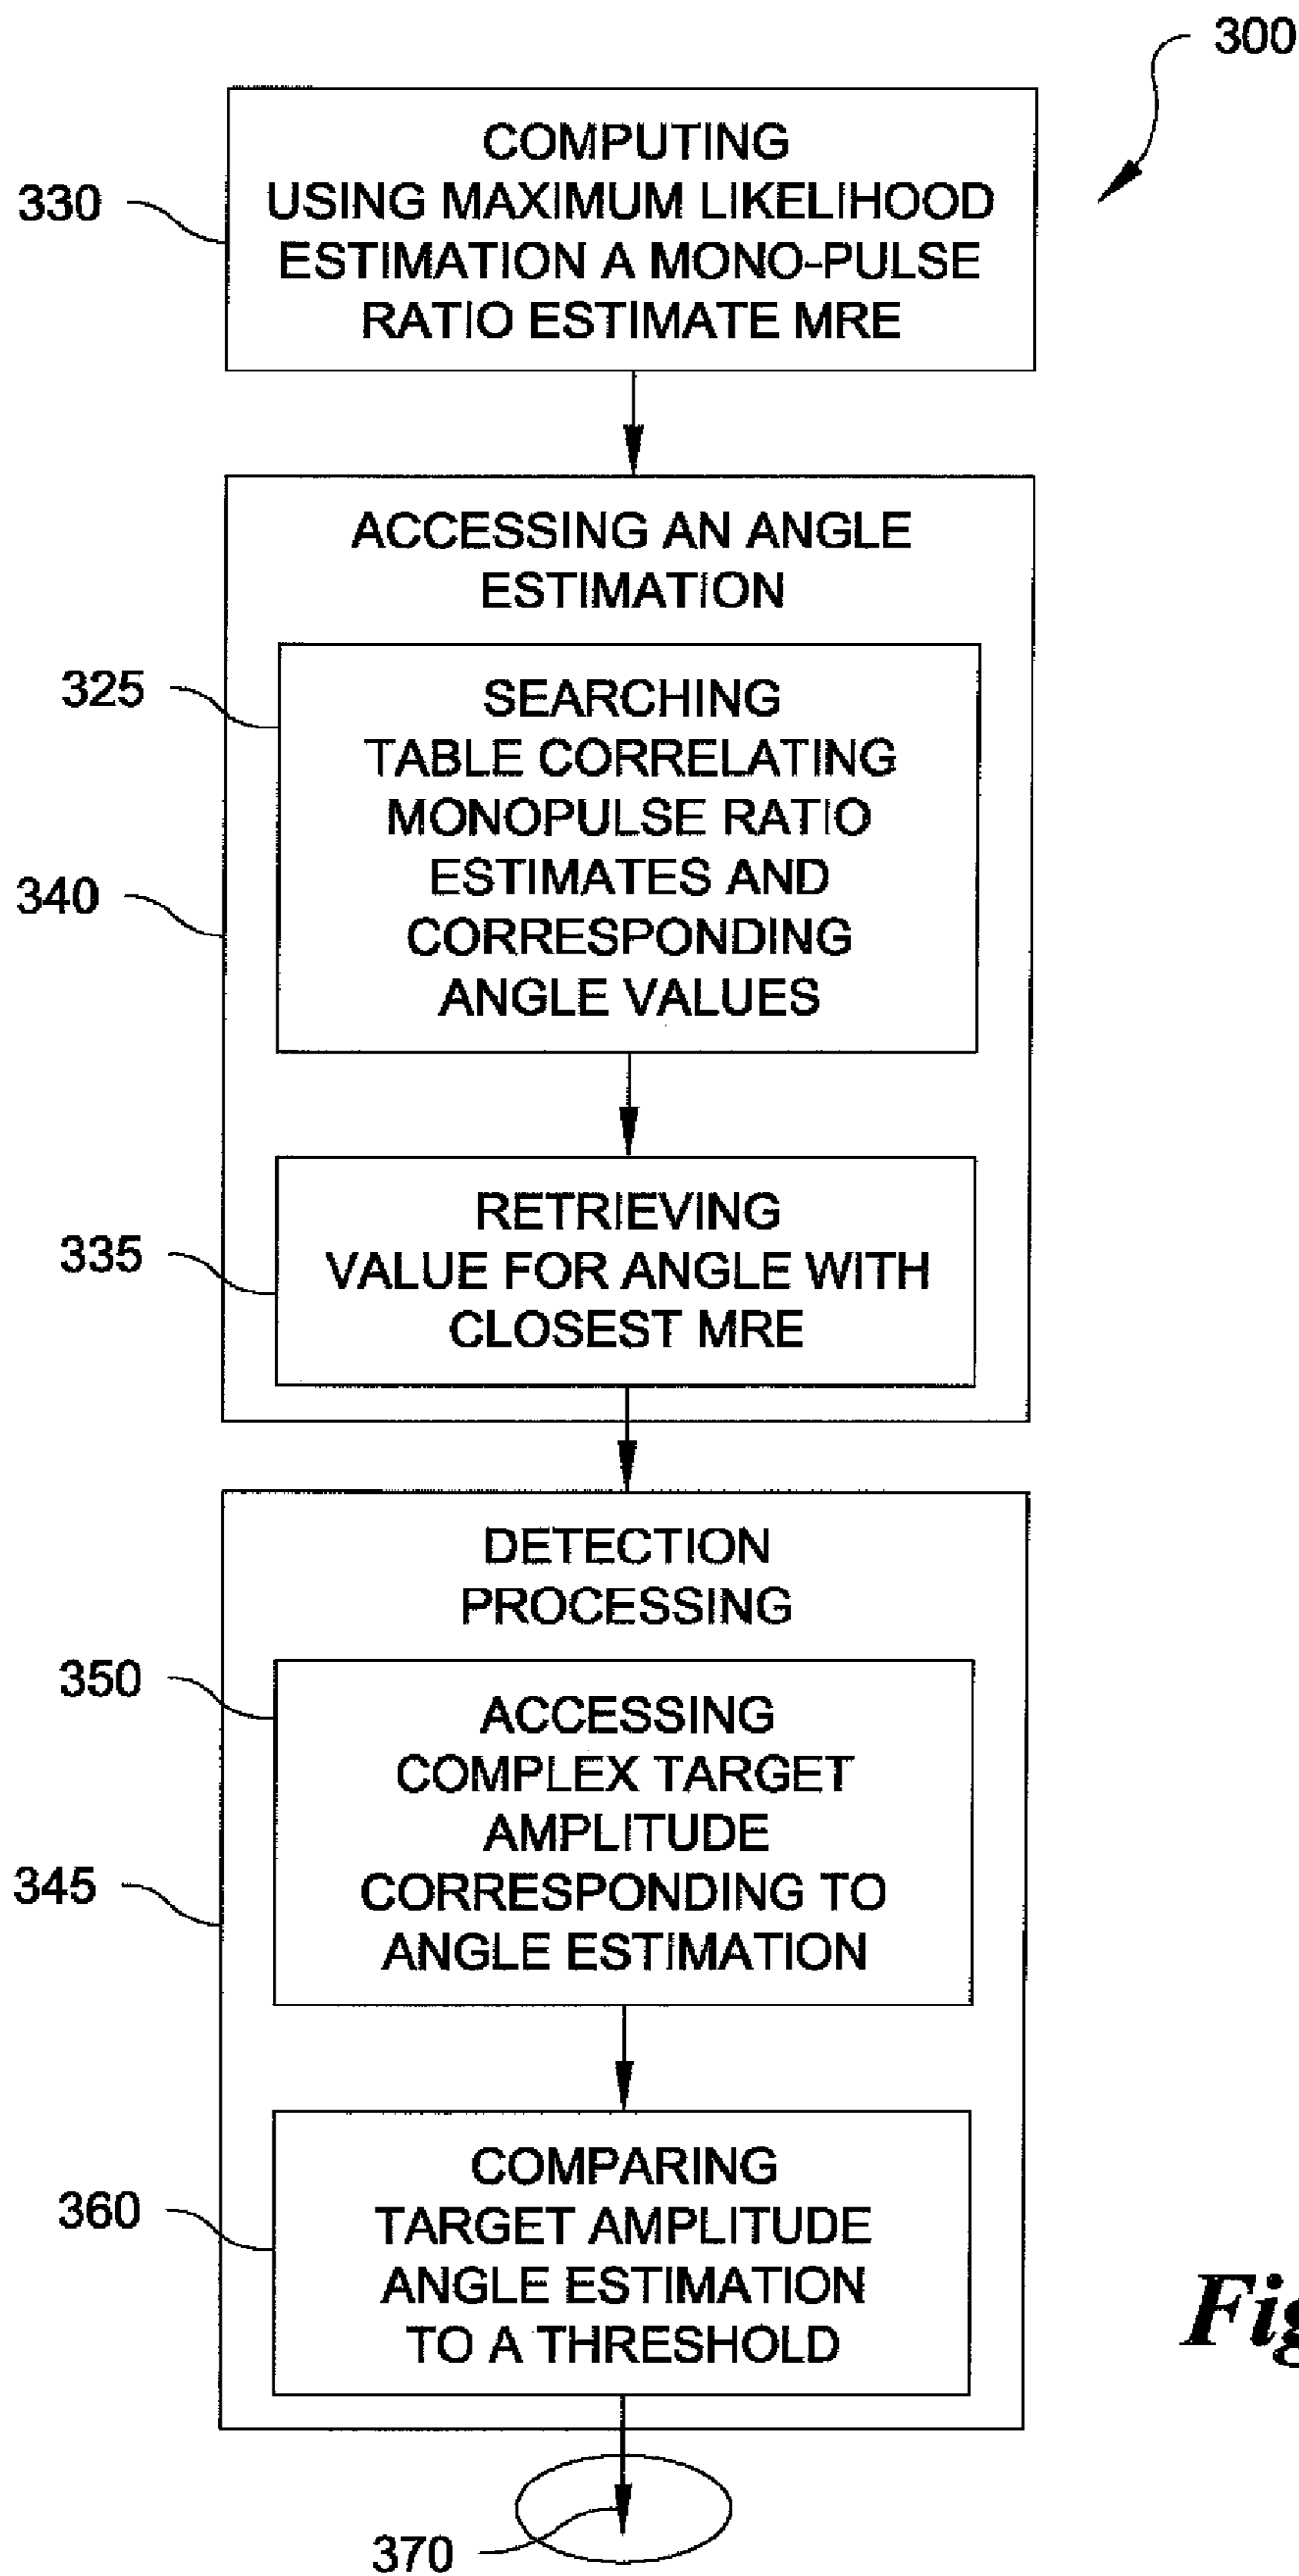 300
COMPUTING
330
USING MAXIMUM LIKELIHOOD
ESTIMATION A MONO-PULSE
RATIO ESTIMATE MRE
ACCESSING AN ANGLE
ESTIMATION
325
SEARCHING
TABLE CORRELATING
MONOPULSE RATIO
ESTIMATES AND
340
CORRESPONDING
ANGLE VALUES
RETRIEVING
335
VALUE FOR ANGLE WITH
CLOSEST MRE
DETECTION
PROCESSING
350
ACCESSING
COMPLEX TARGET
AMPLITUDE
345
CORRESPONDING TO
ANGLE ESTIMATION
COMPARING
360
TARGET AMPLITUDE
ANGLE ESTIMATION
TO A THRESHOLD
Fig
370